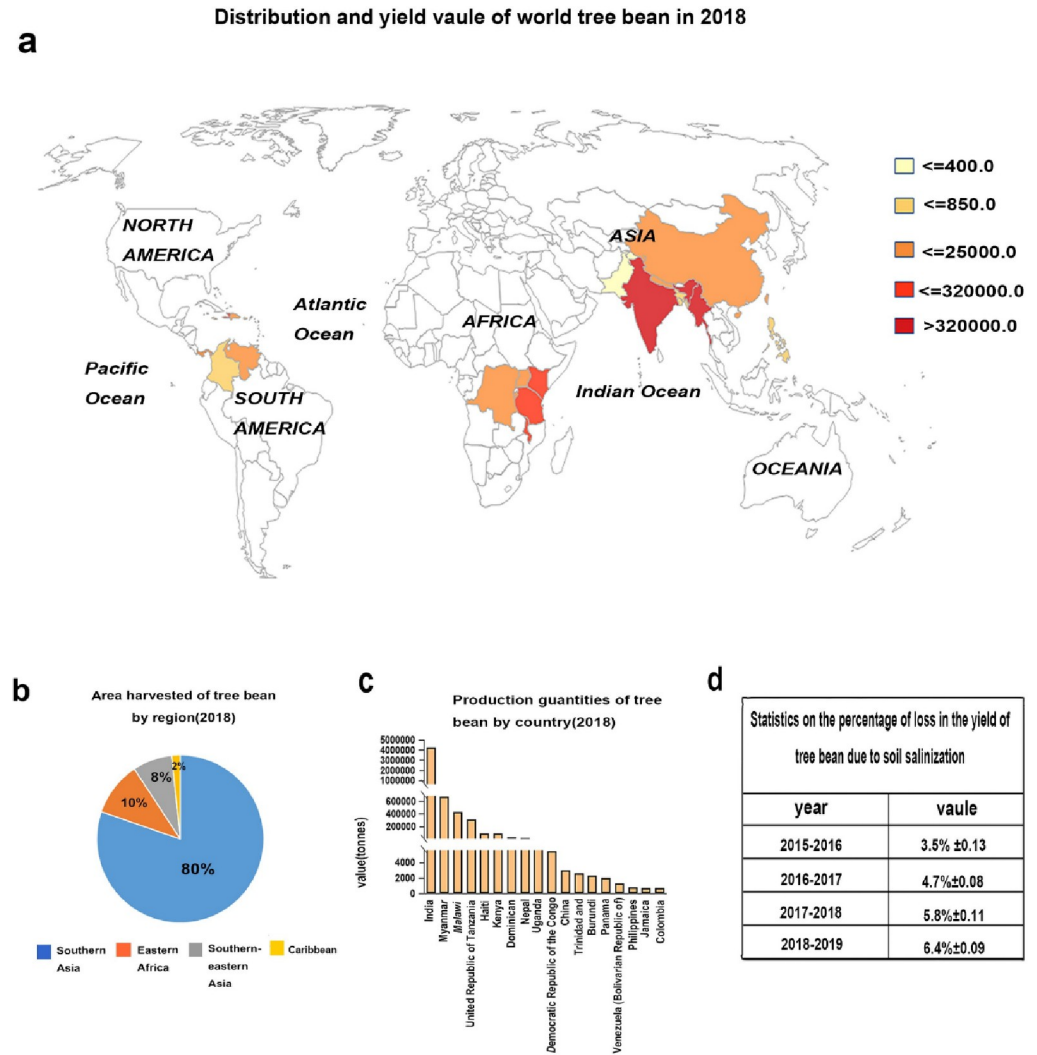 Distribution and yield vaule of world tree bean in 2018
a
NORTH
AMERICA
Atlantic
Ocean
Pacific
Ocean
SOUTH
AMERICA
AFRICA
ASIA
Indian Ocean
OCEANIA
<=400.0
<=850.0
<=25000.0
<=320000.0
>320000.0
b
Area harvested of tree bean
by region(2018)
2%
8%
10%
80%
Southern
Asia
Eastern
Africa
Southern-
eastern
Asia
Caribbean
c
Production quantities of tree
bean by country(2018)
value(tonnes)
5000000
4000000
3000000
2000000
1000000
600000
400000
200000
4000
2000
0
India
Myanmar
Malawi
United Republic of Tanzania
Haiti
Kenya
Dominican
Nepal
Uganda
Democratic Republic of the Congo
China
Trinidad and
Burundi
Panama
Venezuela (Bolivarian Republic of)
Philippines
Jamaica
Colombia
d
Statistics on the percentage of loss in the yield of
tree bean due to soil salinization
year vaule
2015-2016 3.5% ±0.13
2016-2017 4.7%±0.08
2017-2018 5.8%±0.11
2018-2019 6.4%±0.09